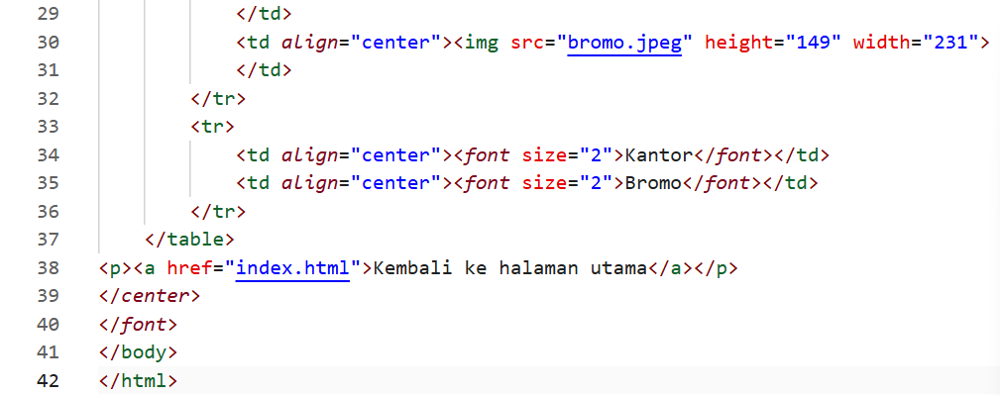 29 </td>
30 <td align="center"><img src="bromo.jpeg" height="149" width="231">
31 </td>
32 </tr>
33 <tr>
34 <td align="center"><font size="2">Kantor</font></td>
35 <td align="center"><font size="2">Bromo</font></td>
36 </tr>
37 </table>
38 <p><a href="index.html">Kembali ke halaman utama</a></p>
39 </center>
40 </font>
41 </body>
42 </html>